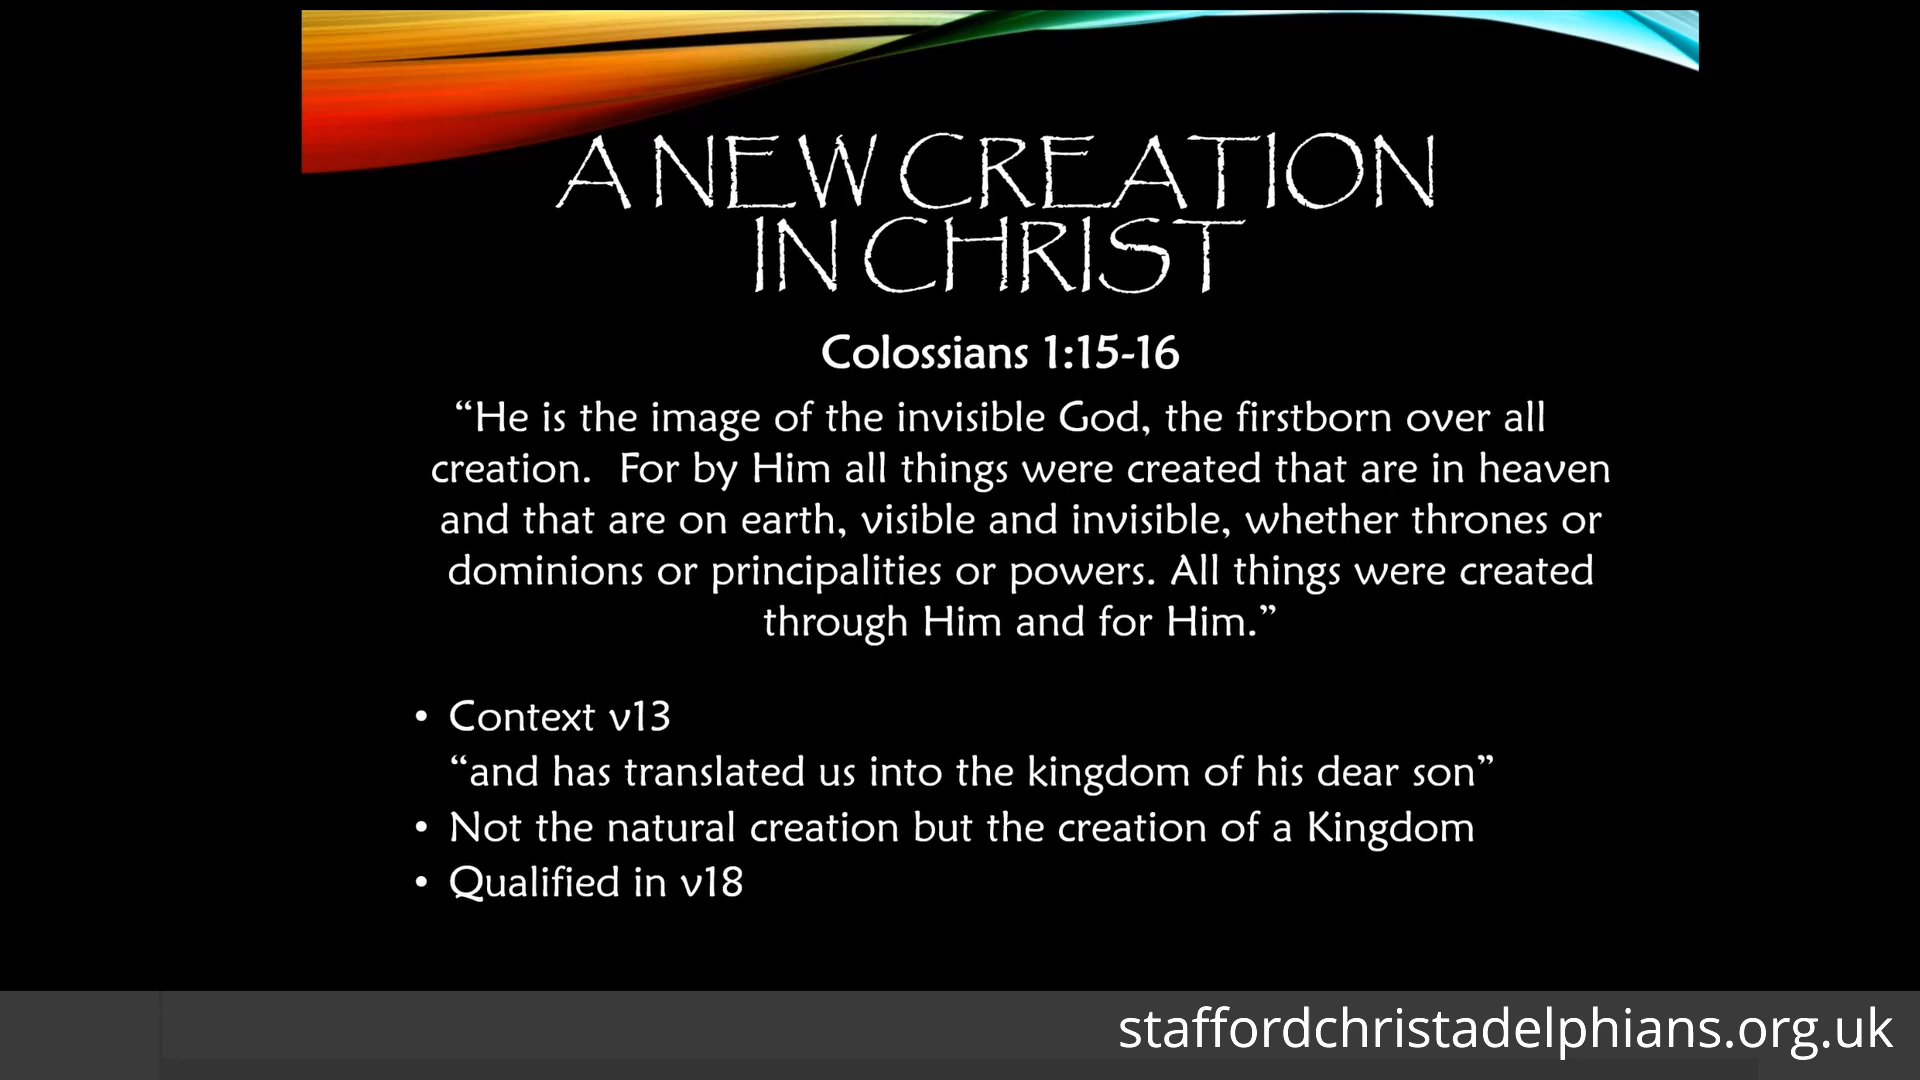 A NEW CREATION
IN CHRIST
Colossians 1:15-16
“He is the image of the invisible God, the firstborn over all
creation.  For by Him all things were created that are in heaven
and that are on earth, visible and invisible, whether thrones or
dominions or principalities or powers. All things were created
through Him and for Him.”
• Context v13
“and has translated us into the kingdom of his dear son”
• Not the natural creation but the creation of a Kingdom
• Qualified in v18
staffordchristadelphians.org.uk